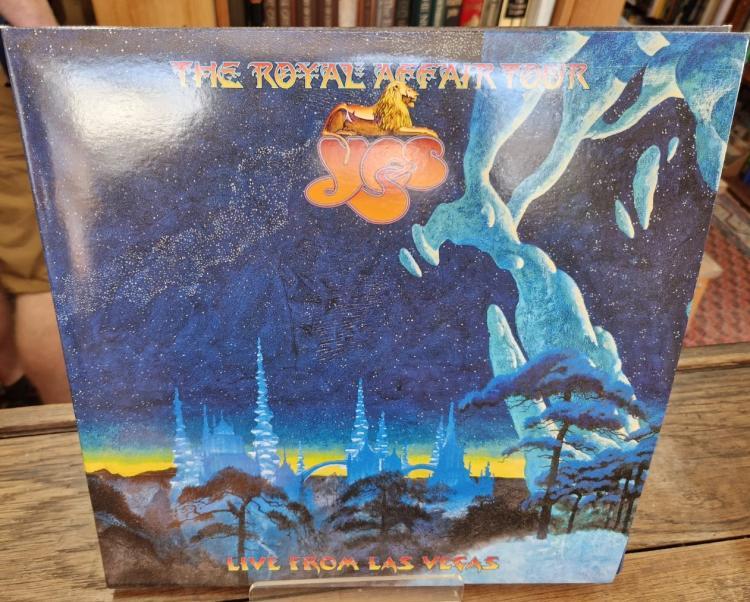 THE ROYAL AFFAIR TOUR
YES
LIVE FROM LAS VEGAS